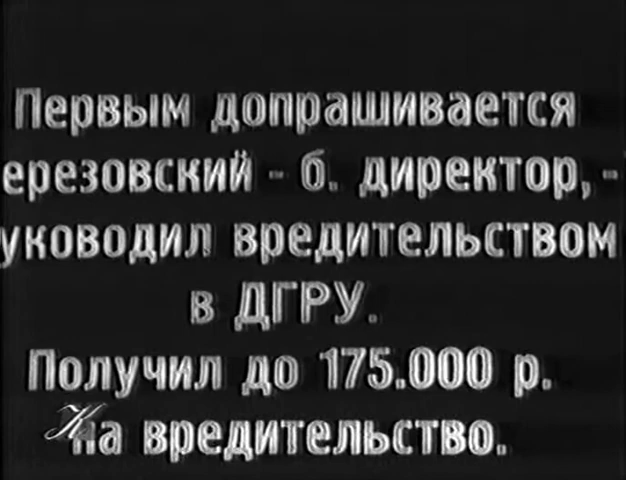 Первым допрашивается
ерезовский - б. директор, -
уководил вредительством
в ДГРУ.
Получил до 175.000 р.
на вредительство.